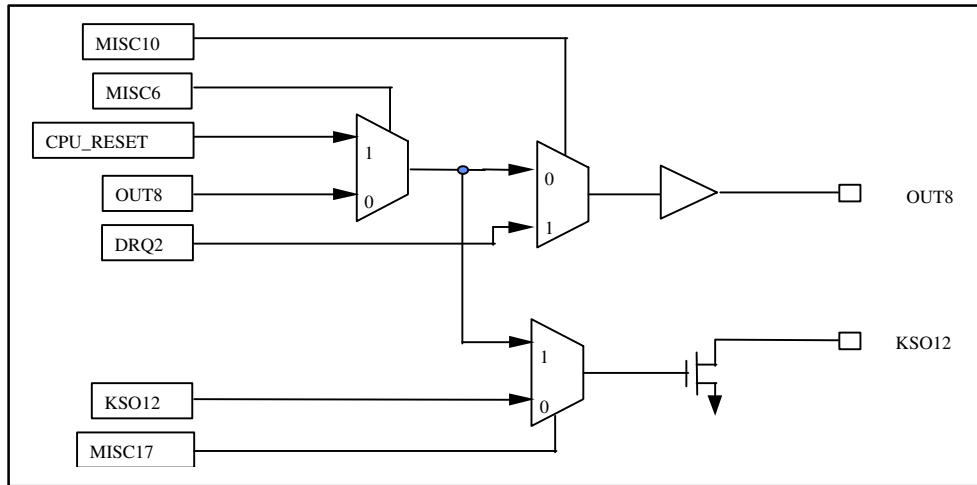 MISC10
MISC6
CPU_RESET
1
0
OUT8
0
OUT8
DRQ2
1
1
KSO12
KSO12
0
MISC17